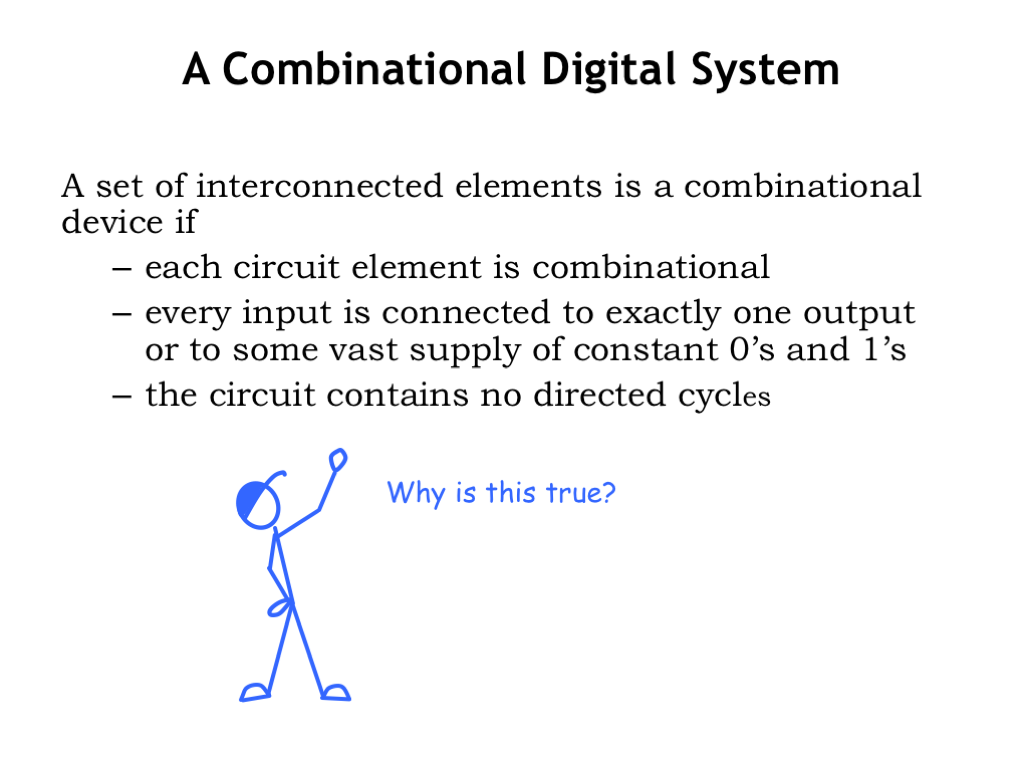 A Combinational Digital System
A set of interconnected elements is a combinational
device if
– each circuit element is combinational
– every input is connected to exactly one output
or to some vast supply of constant 0’s and 1’s
– the circuit contains no directed cycles
Why is this true?